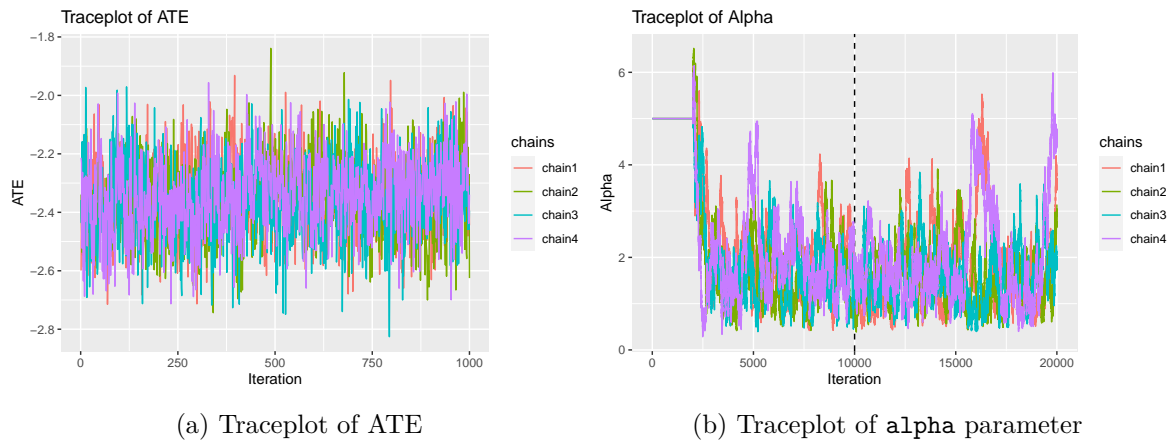 Traceplot of ATE
−1.8
−2.0
−2.2
−2.4
−2.6
−2.8
ATE
0
250
500
750
1000
Iteration
chains
chain1
chain2
chain3
chain4
(a) Traceplot of ATE
Traceplot of Alpha
6
4
2
0
Alpha
0
5000
10000
15000
20000
Iteration
chains
chain1
chain2
chain3
chain4
(b) Traceplot of alpha parameter